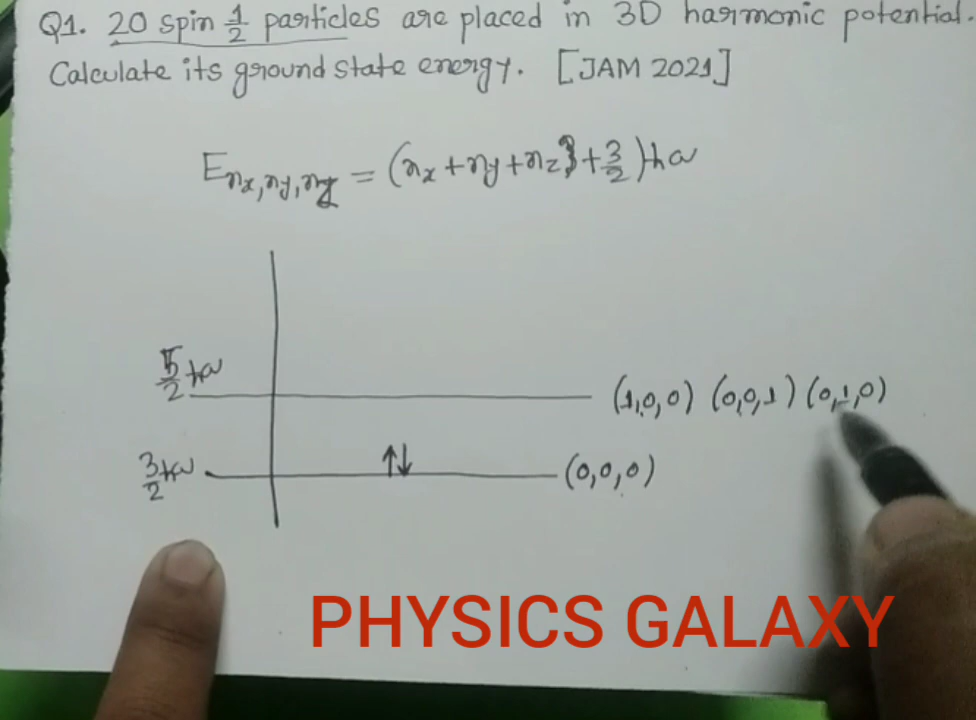 Q1. 20 spin 1/2 particles are placed in 3D harmonic potential.
Calculate its ground state energy. [JAM 2021]
E_{nx,ny,nz} = (nx+ny+nz+3/2)ħω
5/2 ħω (1,0,0) (0,0,1) (0,1,0)
3/2 ħω ↑↓ (0,0,0)
PHYSICS GALAXY